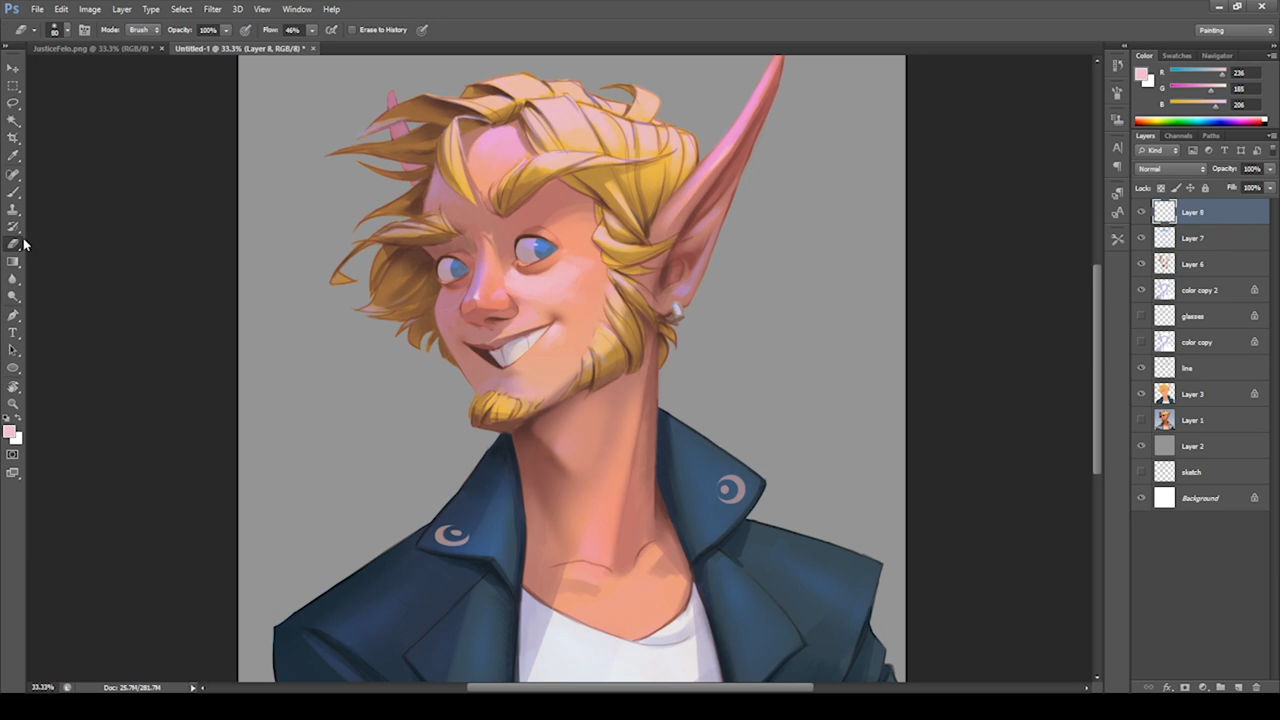 Ps File Edit Image Layer Type Select Filter 3D View Window Help
80 Mode: Brush Opacity: 100% Flow: 46% Erase to History Painting
JusticeFelo.png @ 33.3% (RGB/8) * × Untitled-1 @ 33.3% (Layer 8, RGB/8) * ×
Color Swatches Navigator
R 236
G 185
B 206
Layers Channels Paths
Kind
Normal Opacity: 100%
Lock: Fill: 100%
Layer 8
Layer 7
Layer 6
color copy 2
glasses
color copy
line
Layer 3
Layer 1
Layer 2
sketch
Background
33.33% Doc: 25.7M/281.7M